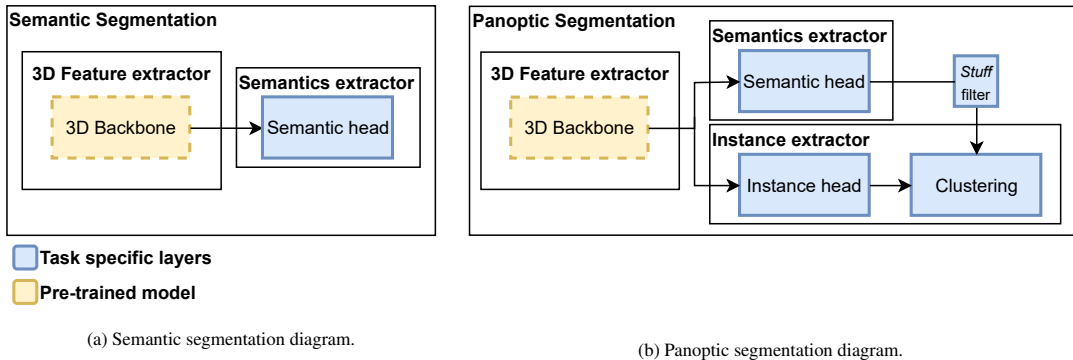 Semantic Segmentation
3D Feature extractor
3D Backbone
Semantics extractor
Semantic head
Task specific layers
Pre-trained model
(a) Semantic segmentation diagram.
Panoptic Segmentation
3D Feature extractor
3D Backbone
Semantics extractor
Semantic head
Stuff
filter
Instance extractor
Instance head
Clustering
(b) Panoptic segmentation diagram.